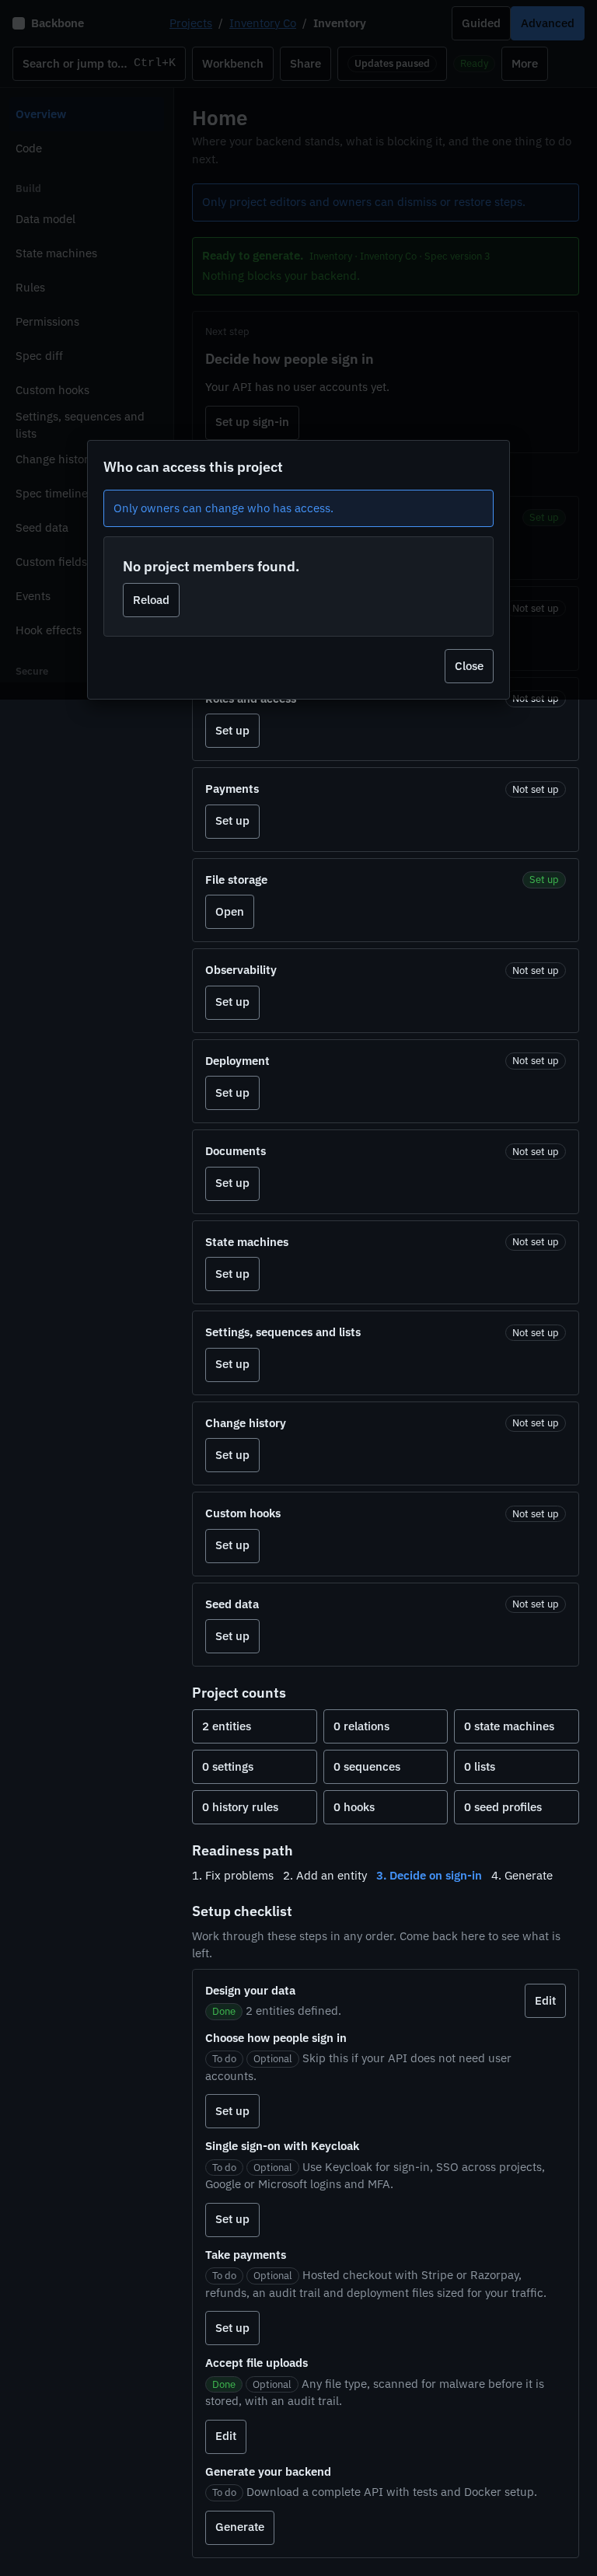 Backbone
Projects / Inventory Co / Inventory
Guided
Advanced
Search or jump to... Ctrl+K
Workbench
Share
Updates paused
Ready
More
Overview
Code
Build
Data model
State machines
Rules
Permissions
Spec diff
Custom hooks
Settings, sequences and
lists
Change histor
Spec timeline
Seed data
Custom fields
Events
Hook effects
Secure
Home
Where your backend stands, what is blocking it, and the one thing to do
next.
Only project editors and owners can dismiss or restore steps.
Ready to generate. Inventory · Inventory Co · Spec version 3
Nothing blocks your backend.
Next step
Decide how people sign in
Your API has no user accounts yet.
Set up sign-in
Set up
Not set up
Who can access this project
Only owners can change who has access.
No project members found.
Reload
Close
Roles and access
Not set up
Set up
Payments
Not set up
Set up
File storage
Set up
Open
Observability
Not set up
Set up
Deployment
Not set up
Set up
Documents
Not set up
Set up
State machines
Not set up
Set up
Settings, sequences and lists
Not set up
Set up
Change history
Not set up
Set up
Custom hooks
Not set up
Set up
Seed data
Not set up
Set up
Project counts
2 entities
0 relations
0 state machines
0 settings
0 sequences
0 lists
0 history rules
0 hooks
0 seed profiles
Readiness path
1. Fix problems 2. Add an entity 3. Decide on sign-in 4. Generate
Setup checklist
Work through these steps in any order. Come back here to see what is
left.
Design your data
Done 2 entities defined.
Edit
Choose how people sign in
To do Optional Skip this if your API does not need user
accounts.
Set up
Single sign-on with Keycloak
To do Optional Use Keycloak for sign-in, SSO across projects,
Google or Microsoft logins and MFA.
Set up
Take payments
To do Optional Hosted checkout with Stripe or Razorpay,
refunds, an audit trail and deployment files sized for your traffic.
Set up
Accept file uploads
Done Optional Any file type, scanned for malware before it is
stored, with an audit trail.
Edit
Generate your backend
To do Download a complete API with tests and Docker setup.
Generate